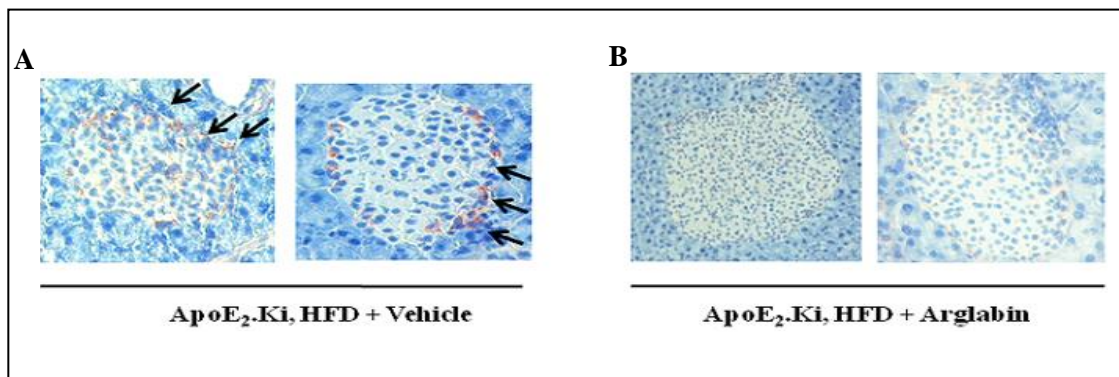 A
B
ApoE₂.Ki, HFD + Vehicle
ApoE₂.Ki, HFD + Arglabin